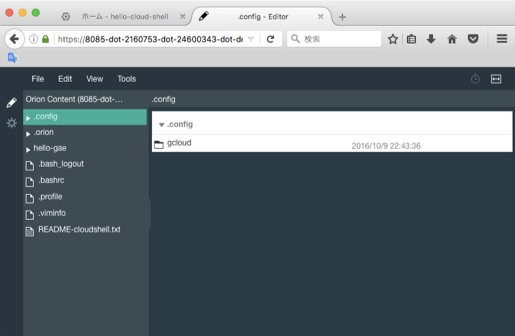 ホーム - hello-cloud-shell
.config - Editor
https://8085-dot-2160753-dot-24600343-dot-de
検索
File Edit View Tools
Orion Content (8085-dot-...
.config
.config
.orion
hello-gae
.bash_logout
.bashrc
.profile
.viminfo
README-cloudshell.txt
.config
gcloud
2016/10/9 22:43:36